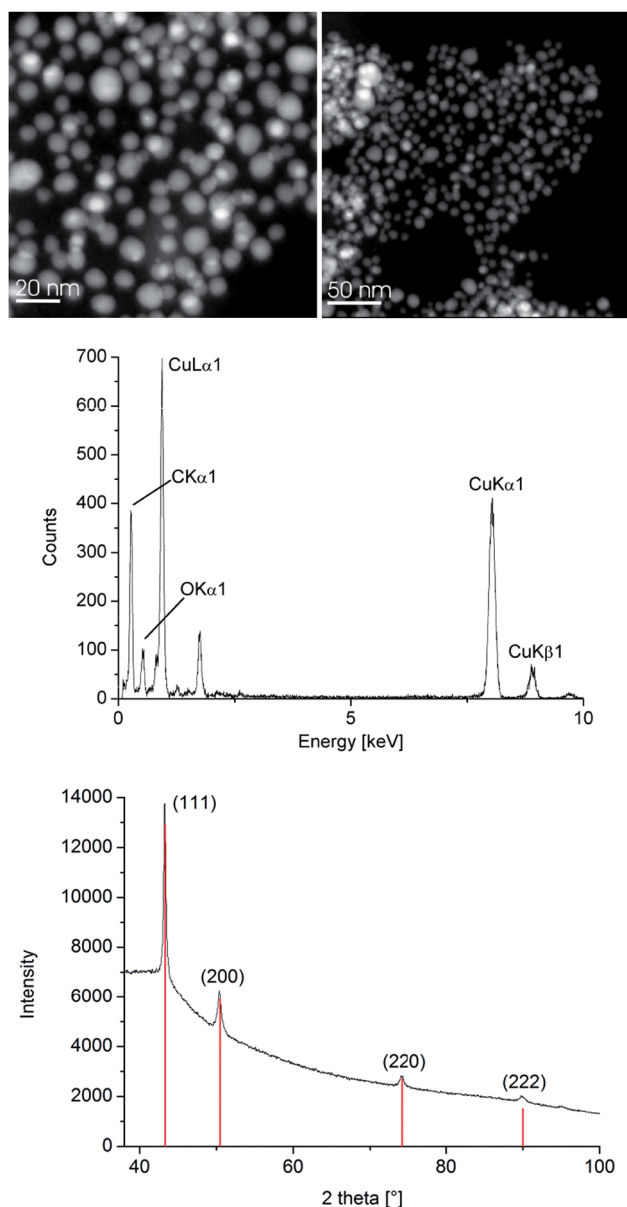 20 nm
50 nm
700
600
500
400
300
200
100
0
Counts
CuLα1
CKα1
OKα1
CuKα1
CuKβ1
0
5
10
Energy [keV]
14000
12000
10000
8000
6000
4000
2000
0
Intensity
(111)
(200)
(220)
(222)
40
60
80
100
2 theta [°]